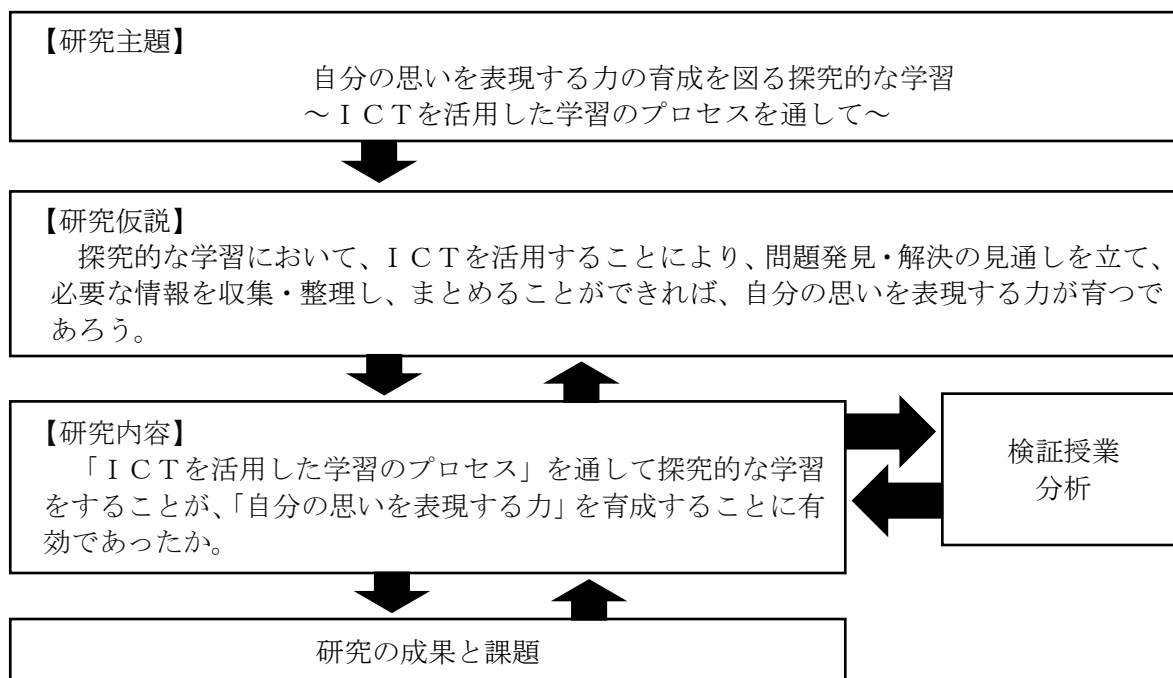 【研究主題】
自分の思いを表現する力の育成を図る探究的な学習
～ＩＣＴを活用した学習のプロセスを通して～
【研究仮説】
探究的な学習において、ＩＣＴを活用することにより、問題発見・解決の見通しを立て、
必要な情報を収集・整理し、まとめることができれば、自分の思いを表現する力が育つで
あろう。
【研究内容】
「ＩＣＴを活用した学習のプロセス」を通して探究的な学習
をすることが、「自分の思いを表現する力」を育成することに有
効であったか。
検証授業
分析
研究の成果と課題